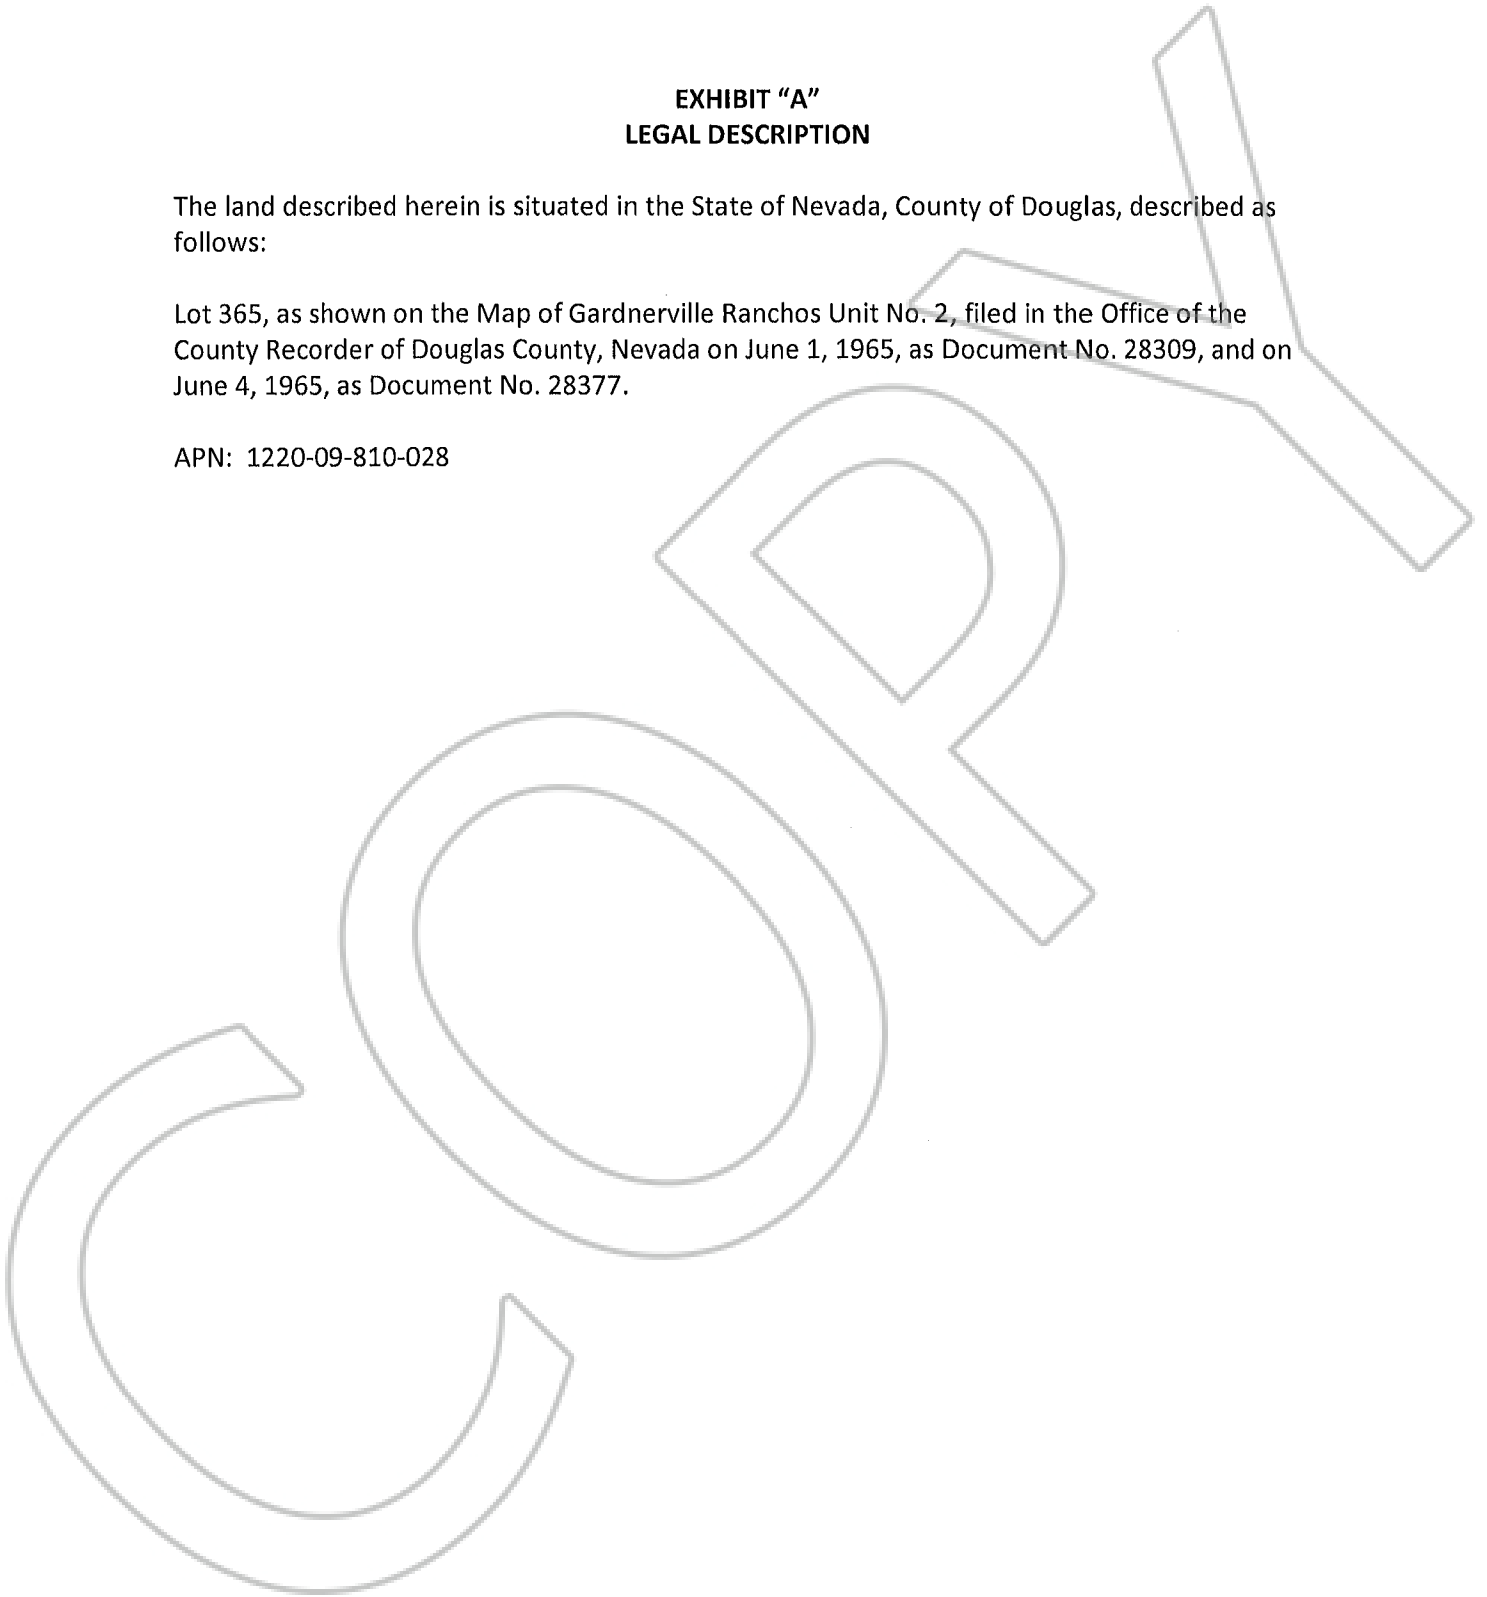 EXHIBIT “A”
LEGAL DESCRIPTION
The land described herein is situated in the State of Nevada, County of Douglas, described as
follows:
Lot 365, as shown on the Map of Gardnerville Ranchos Unit No. 2, filed in the Office of the
County Recorder of Douglas County, Nevada on June 1, 1965, as Document No. 28309, and on
June 4, 1965, as Document No. 28377.
APN:  1220-09-810-028
COPY